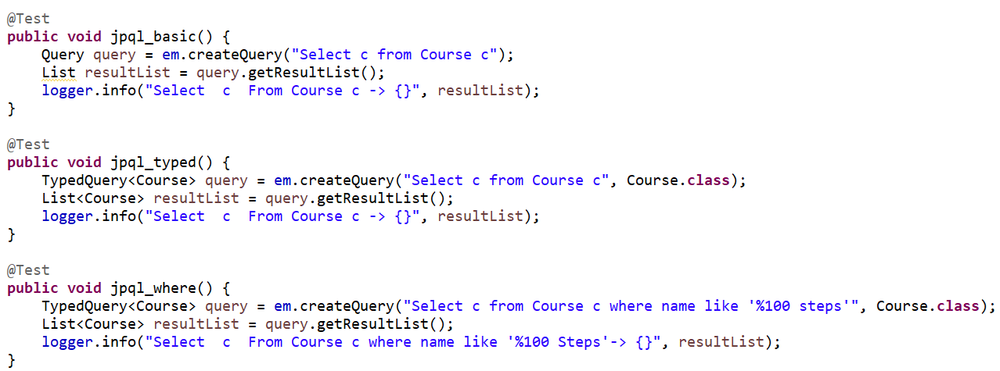 @Test
public void jpql_basic() {
    Query query = em.createQuery("Select c from Course c");
    List resultList = query.getResultList();
    logger.info("Select  c  From Course c -> {}", resultList);
}

@Test
public void jpql_typed() {
    TypedQuery<Course> query = em.createQuery("Select c from Course c", Course.class);
    List<Course> resultList = query.getResultList();
    logger.info("Select  c  From Course c -> {}", resultList);
}

@Test
public void jpql_where() {
    TypedQuery<Course> query = em.createQuery("Select c from Course c where name like '%100 steps'", Course.class);
    List<Course> resultList = query.getResultList();
    logger.info("Select  c  From Course c where name like '%100 Steps'-> {}", resultList);
}